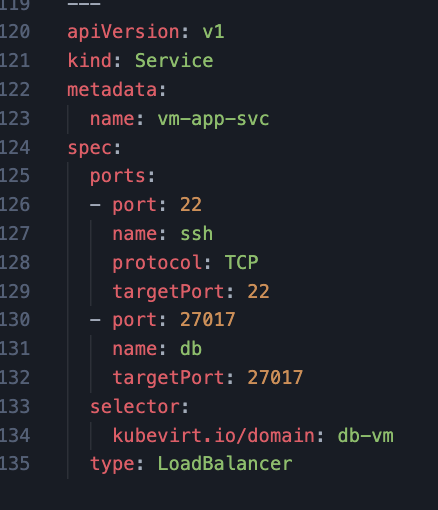 119 ---
120 apiVersion: v1
121 kind: Service
122 metadata:
123   name: vm-app-svc
124 spec:
125   ports:
126   - port: 22
127     name: ssh
128     protocol: TCP
129     targetPort: 22
130   - port: 27017
131     name: db
132     targetPort: 27017
133   selector:
134     kubevirt.io/domain: db-vm
135   type: LoadBalancer